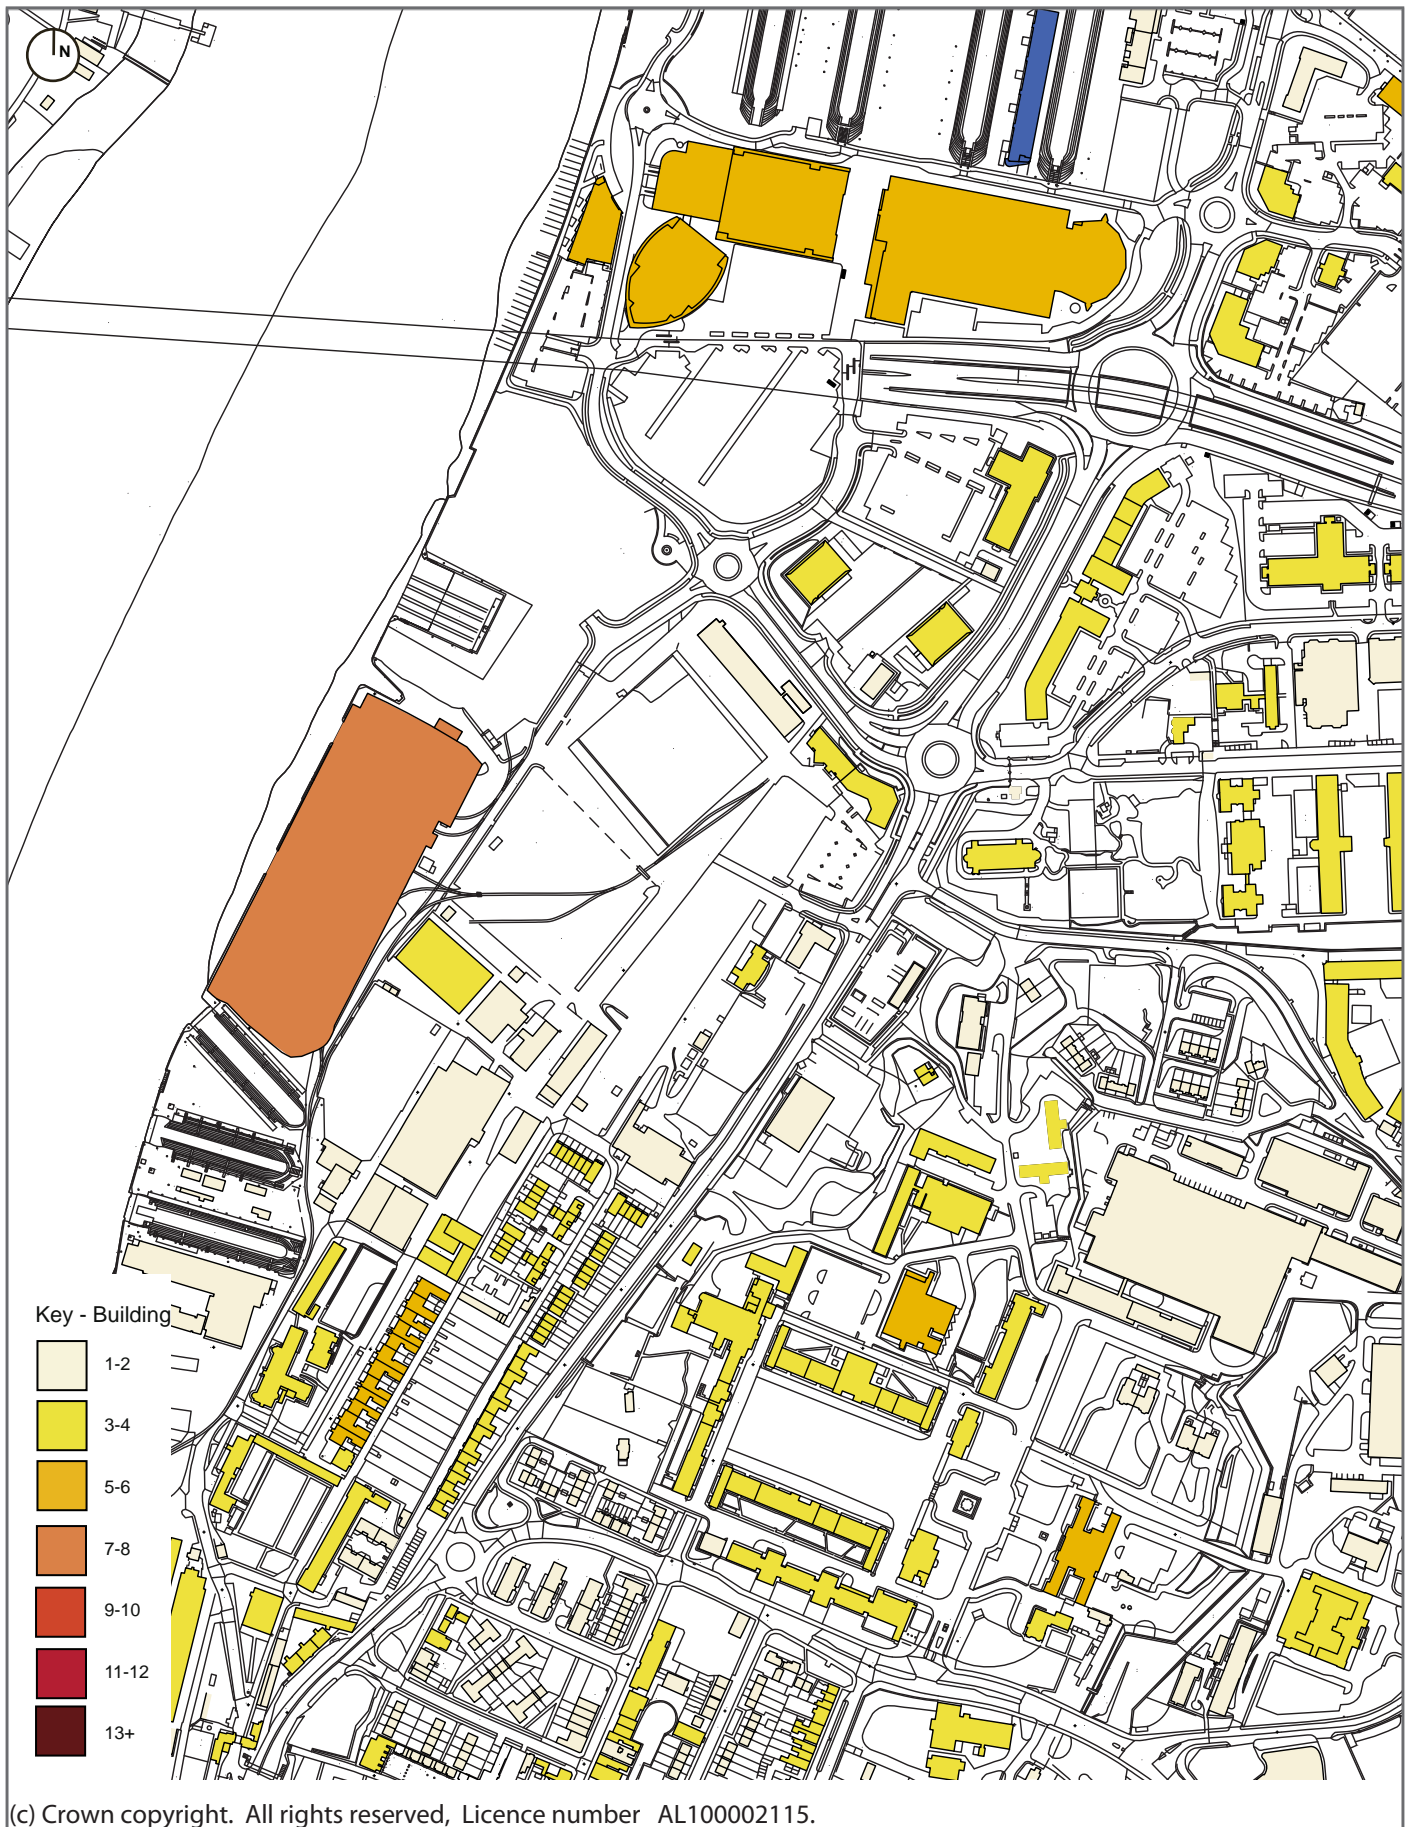 N
Key - Building
1-2
3-4
5-6
7-8
9-10
11-12
13+
(c) Crown copyright. All rights reserved, Licence number AL100002115.